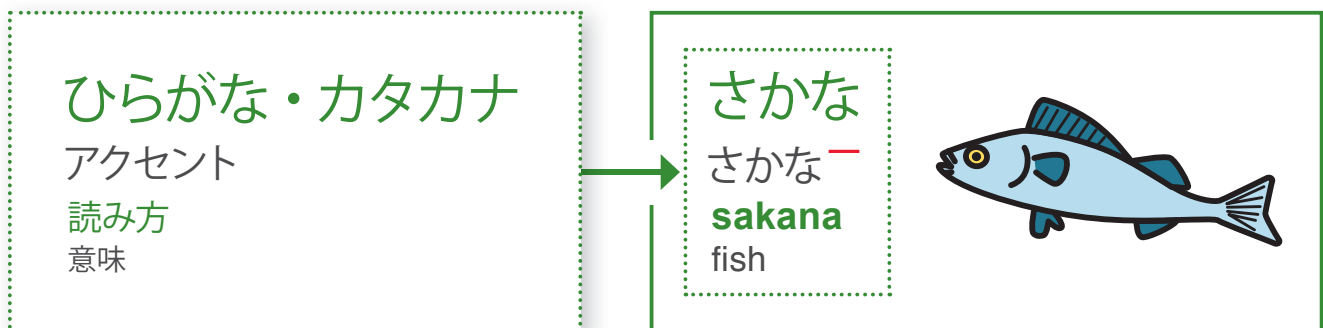 ひらがな・カタカナ
アクセント
読み方
意味
さかな
さかな
sakana
fish